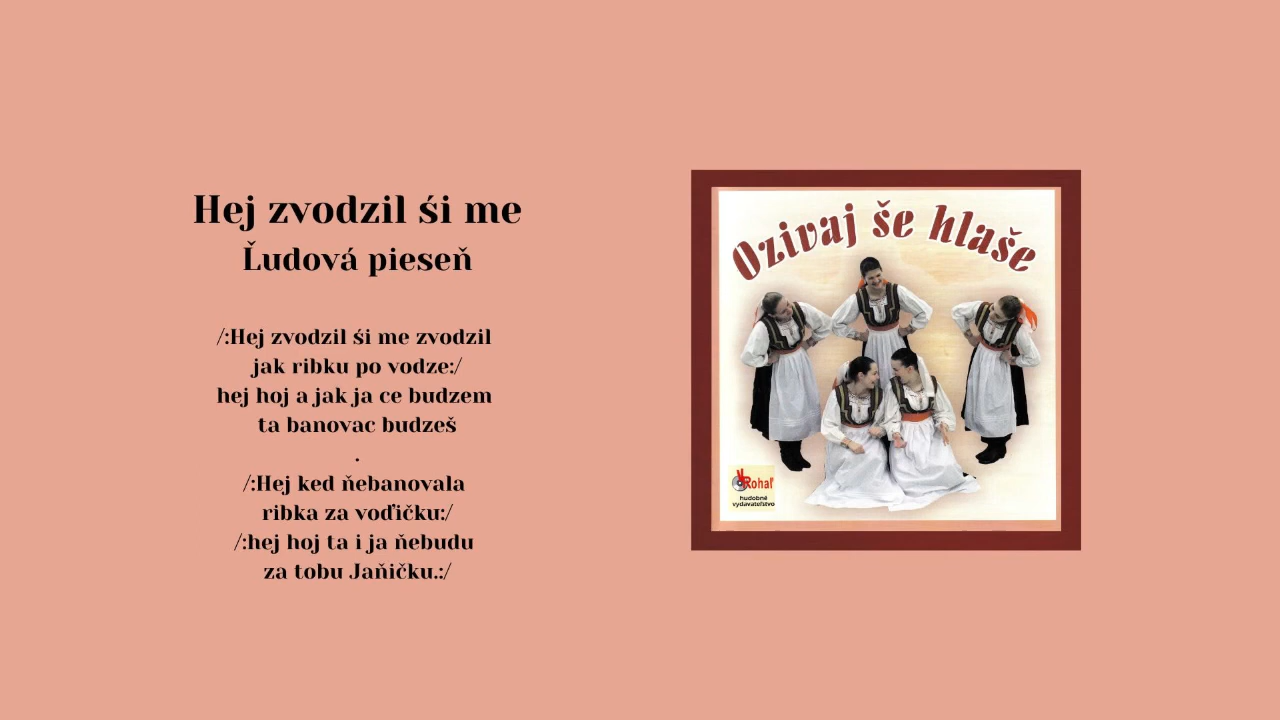 Hej zvodzil śi me
Ľudová pieseň
/:Hej zvodzil śi me zvodzil
jak ribku po vodze:/
hej hoj a jak ja ce budzem
ta banovac budzeš
.
/:Hej ked ňebanovala
ribka za voďičku:/
/:hej hoj ta i ja ňebudu
za tobu Jaňičku.:/
Ozivaj še hlaše
VRohaľ
hudobné
vydavateľstvo